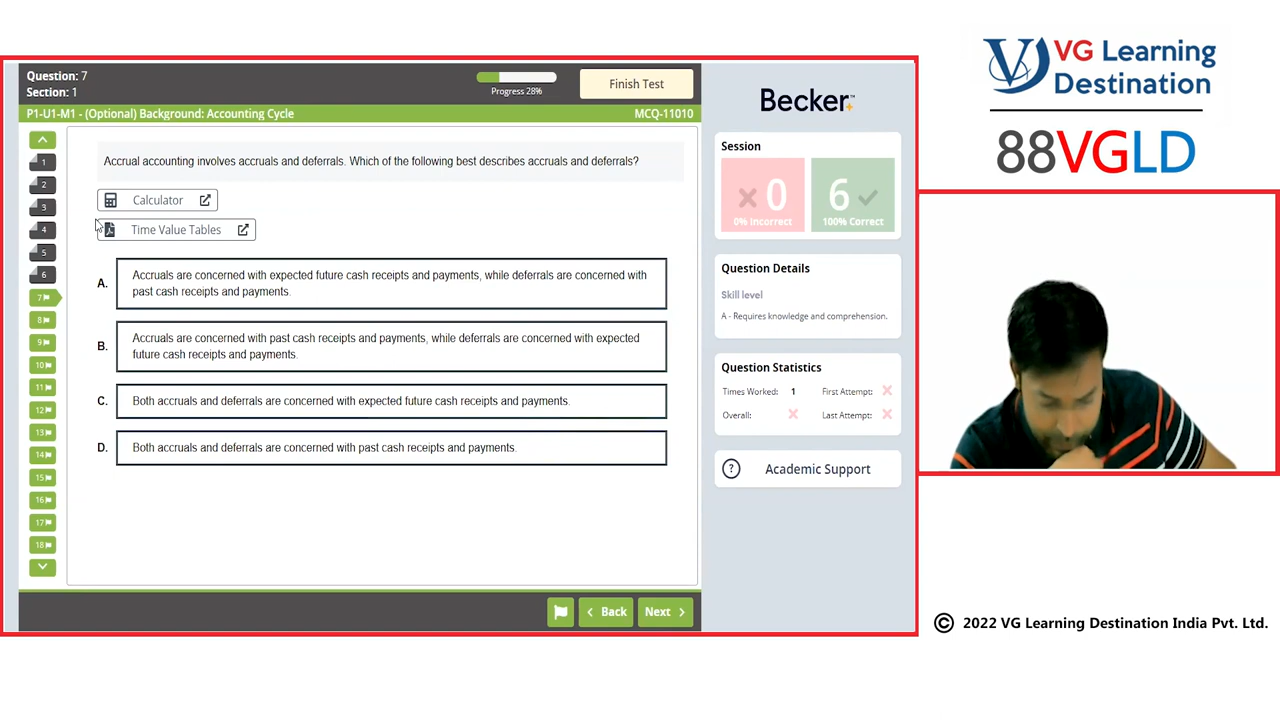 Question: 7
Section: 1
Progress 28%
Finish Test
P1-U1-M1 - (Optional) Background: Accounting Cycle
MCQ-11010
1
2
3
4
5
6
7
8
9
10
11
12
13
14
15
16
17
18
Accrual accounting involves accruals and deferrals. Which of the following best describes accruals and deferrals?
Calculator
Time Value Tables
A.
Accruals are concerned with expected future cash receipts and payments, while deferrals are concerned with
past cash receipts and payments.
B.
Accruals are concerned with past cash receipts and payments, while deferrals are concerned with expected
future cash receipts and payments.
C.
Both accruals and deferrals are concerned with expected future cash receipts and payments.
D.
Both accruals and deferrals are concerned with past cash receipts and payments.
Back
Next
Becker
Session
0
0% Incorrect
6
100% Correct
Question Details
Skill level
A - Requires knowledge and comprehension.
Question Statistics
Times Worked: 1
First Attempt:
Overall:
Last Attempt:
? Academic Support
VG Learning
Destination
88VGLD
© 2022 VG Learning Destination India Pvt. Ltd.